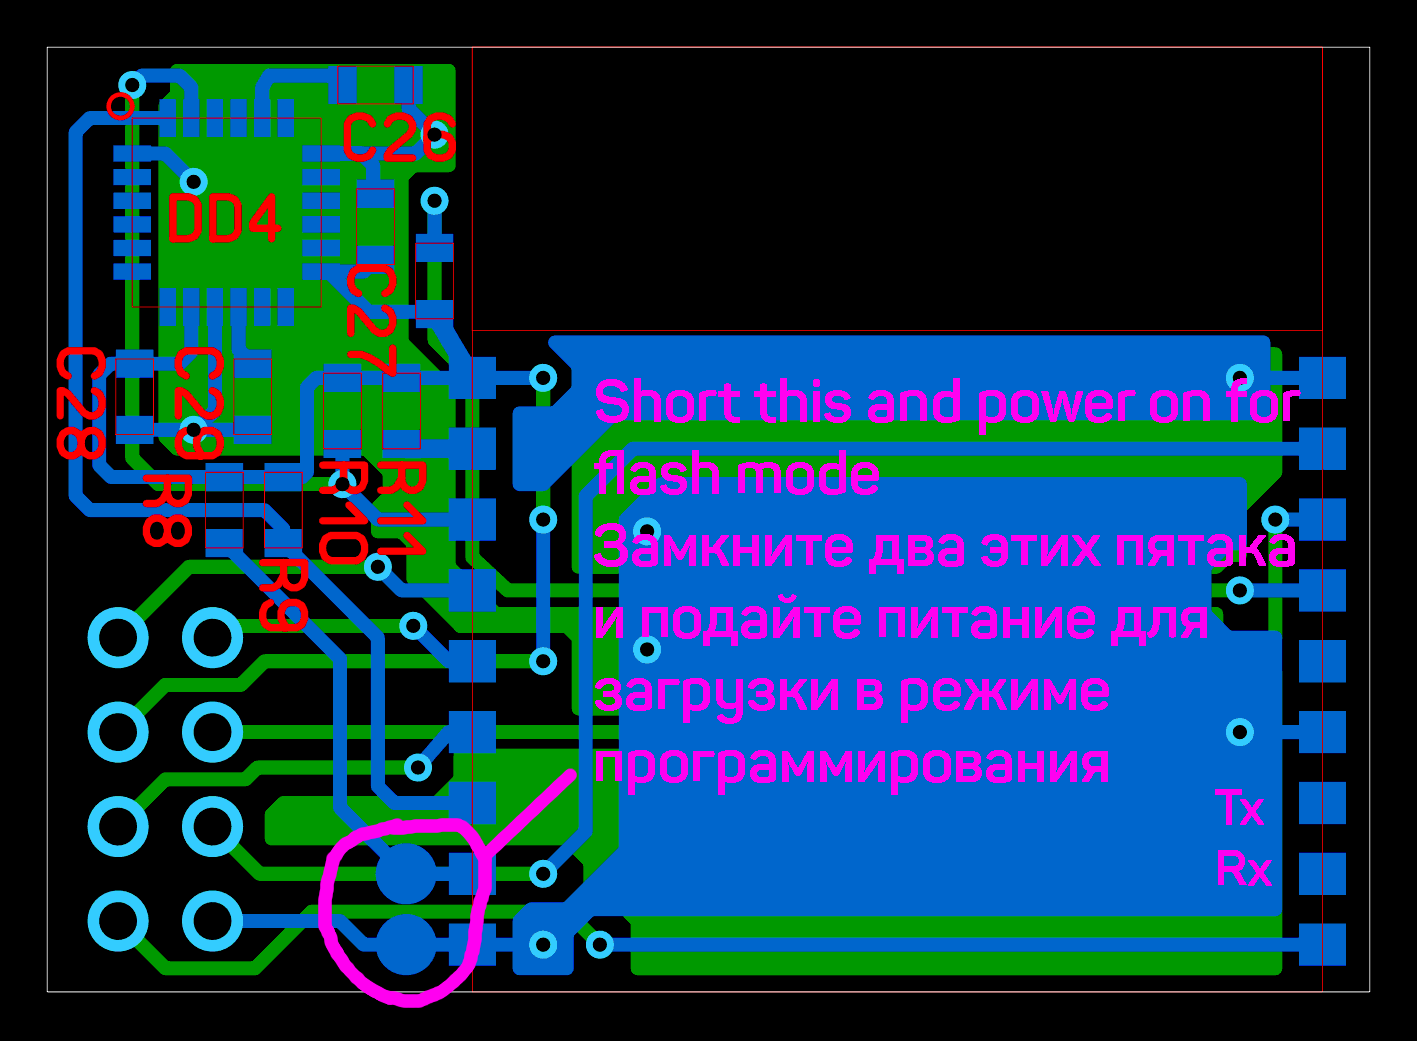 C26
DD4
C27
C28
C29
R8
R9
R10
R11
Short this and power on for
flash mode
Замкните два этих пятака
и подайте питание для
загрузки в режиме
программирования
Tx
Rx